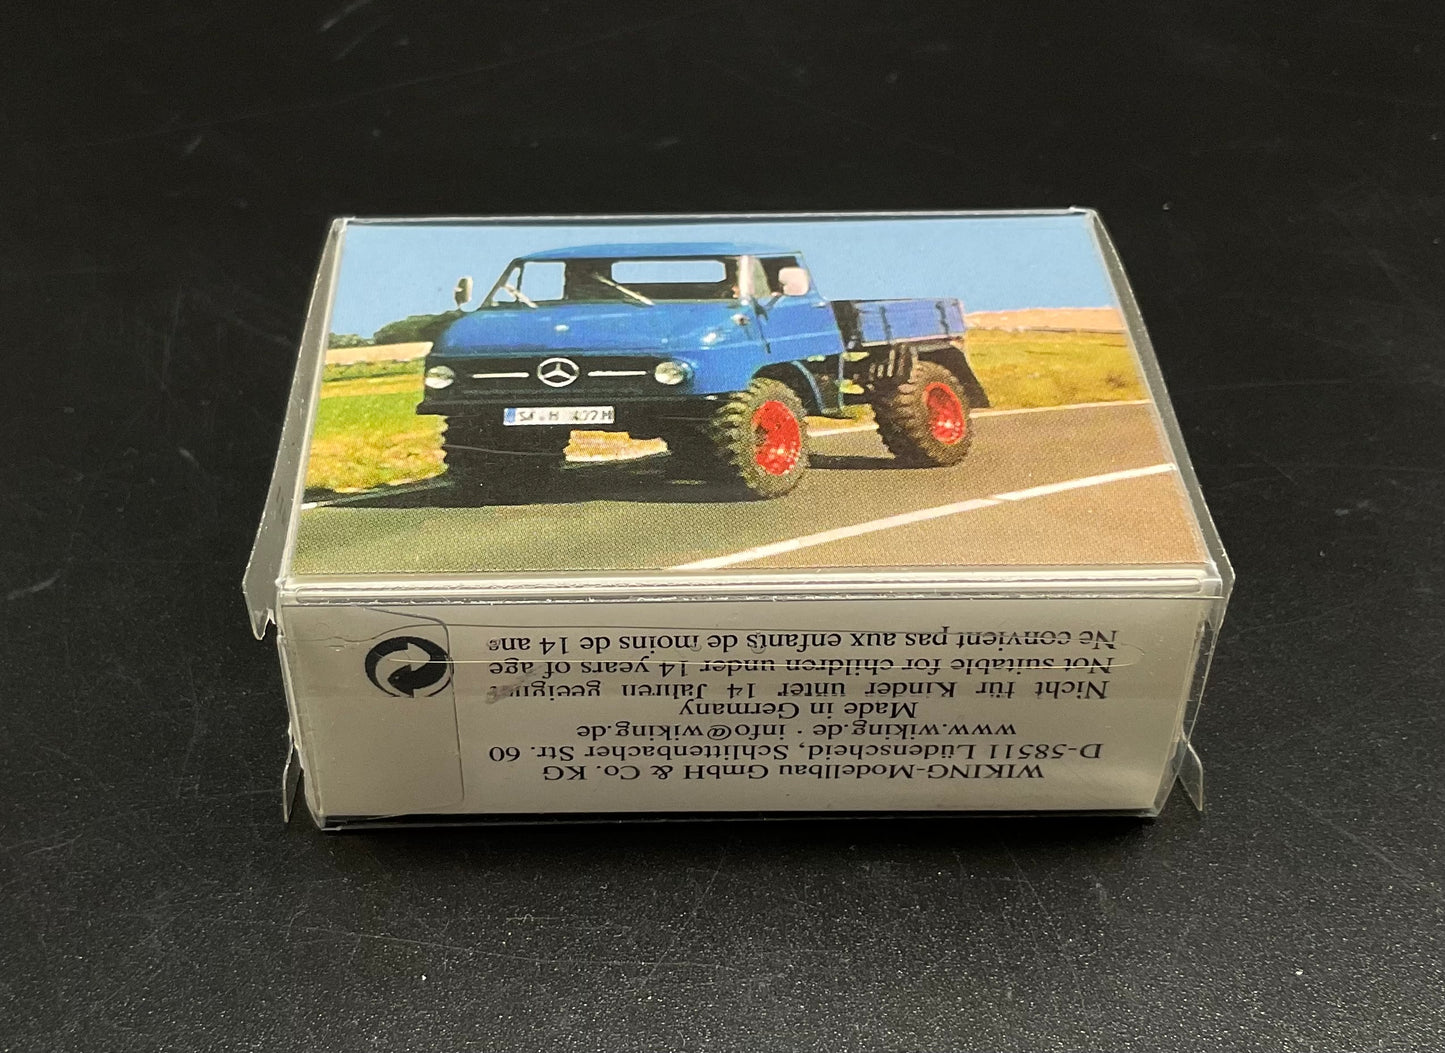 WIKING-Modellbau GmbH & Co. KG
D-58511 Lüdenscheid, Schlittenbacher Str. 60
www.wiking.de · info@wiking.de
Made in Germany
Nicht für Kinder unter 14 Jahren geeignet
Not suitable for children under 14 years of age
Ne convient pas aux enfants de moins de 14 ans